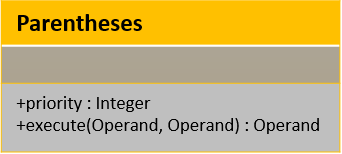 Parentheses
+priority : Integer
+execute(Operand, Operand) : Operand